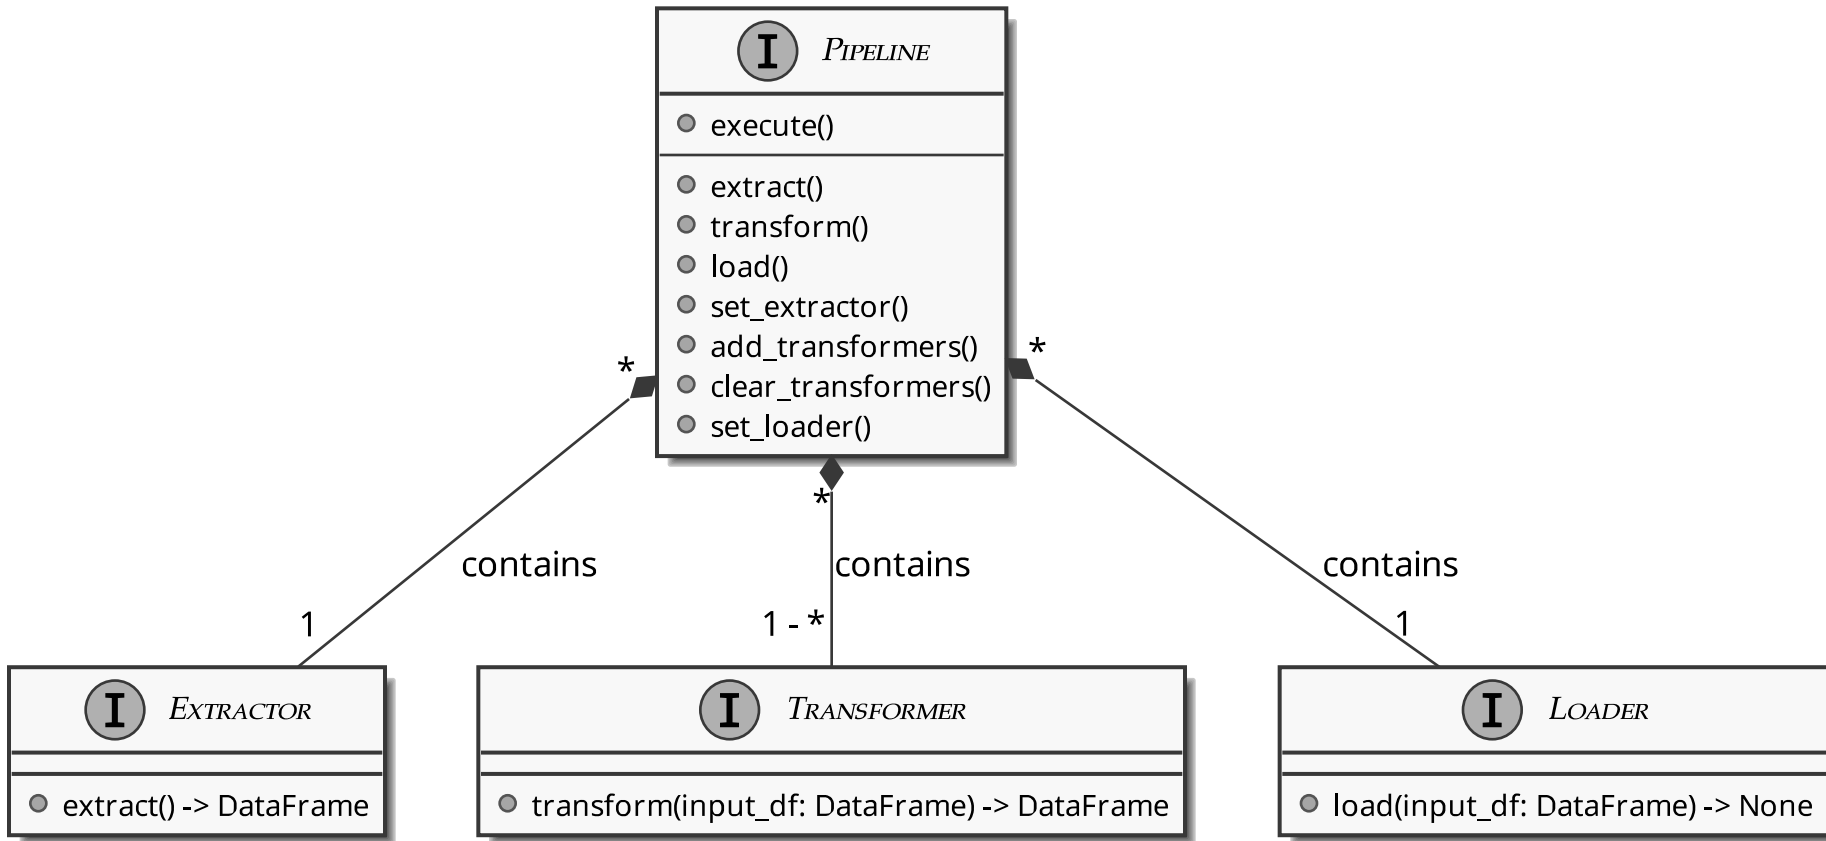 I PIPELINE
execute()
extract()
transform()
load()
set_extractor()
add_transformers()
clear_transformers()
set_loader()
* * *
contains contains contains
1 1 - * 1
I EXTRACTOR
extract() -> DataFrame
I TRANSFORMER
transform(input_df: DataFrame) -> DataFrame
I LOADER
load(input_df: DataFrame) -> None